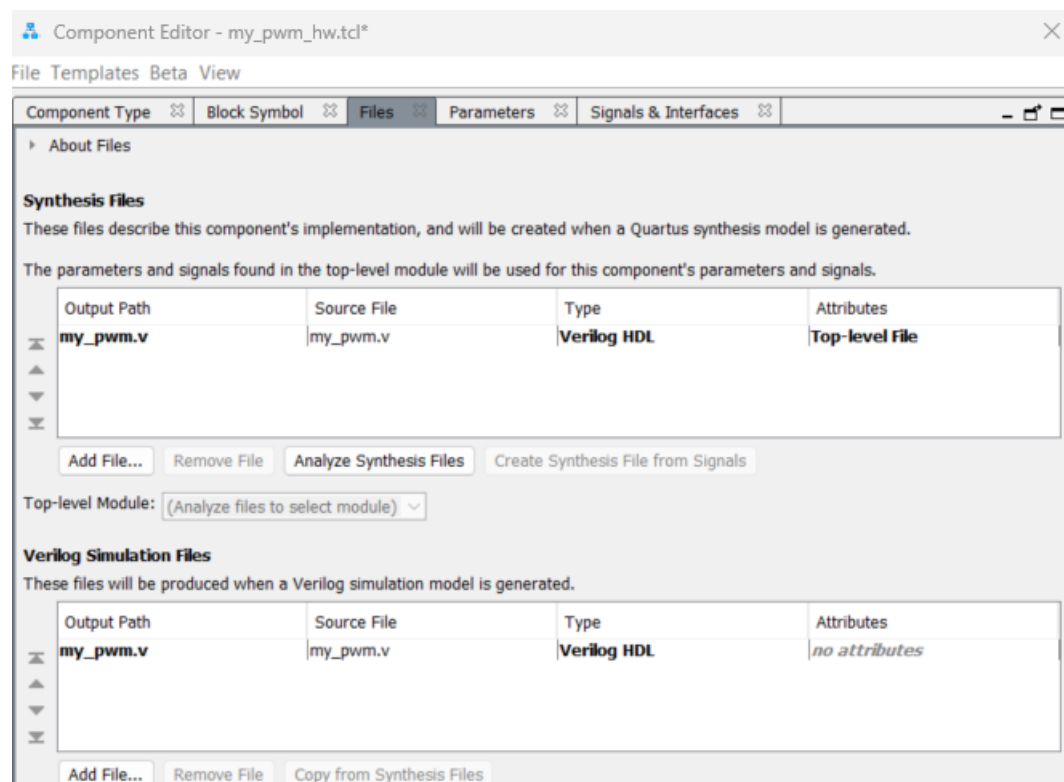 Component Editor - my_pwm_hw.tcl*
File Templates Beta View
Component Type Block Symbol Files Parameters Signals & Interfaces
About Files
Synthesis Files
These files describe this component's implementation, and will be created when a Quartus synthesis model is generated.
The parameters and signals found in the top-level module will be used for this component's parameters and signals.
Output Path Source File Type Attributes
my_pwm.v my_pwm.v Verilog HDL Top-level File
Add File... Remove File Analyze Synthesis Files Create Synthesis File from Signals
Top-level Module: (Analyze files to select module)
Verilog Simulation Files
These files will be produced when a Verilog simulation model is generated.
Output Path Source File Type Attributes
my_pwm.v my_pwm.v Verilog HDL no attributes
Add File... Remove File Copy from Synthesis Files